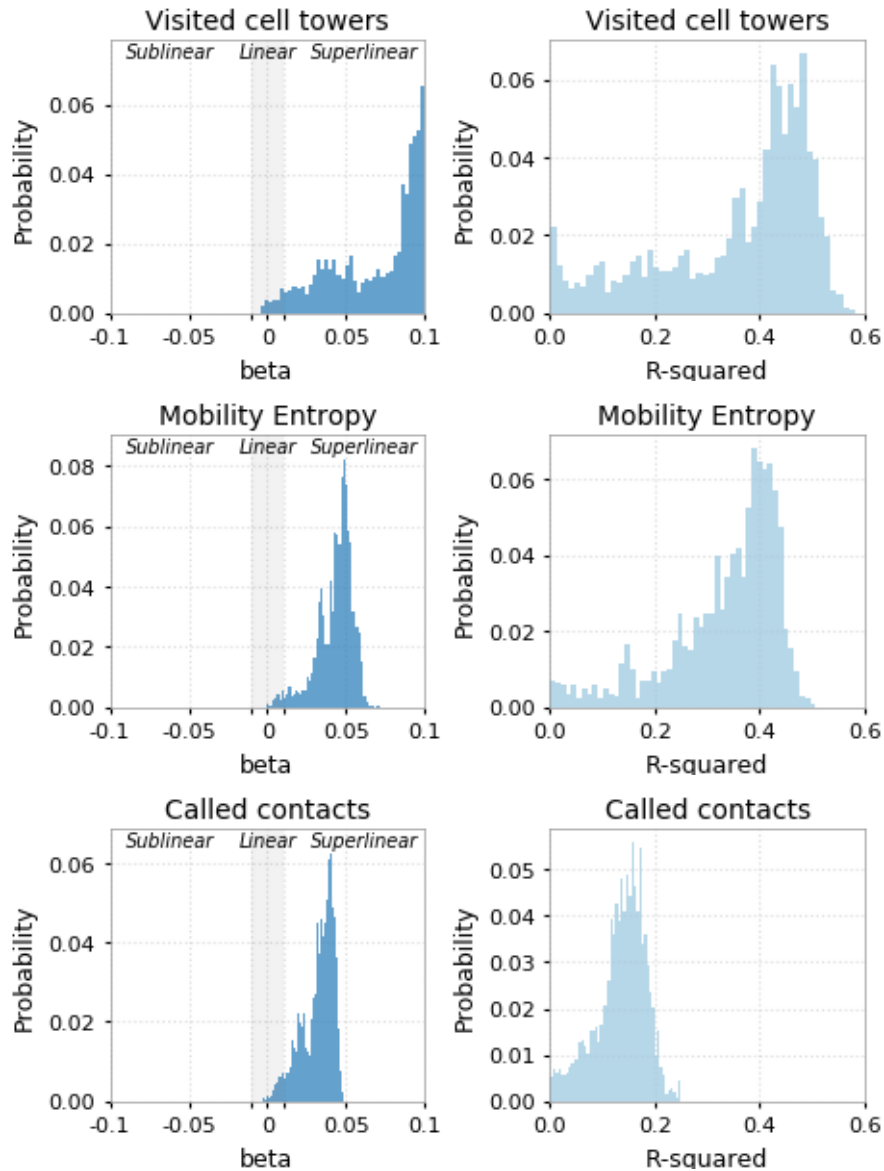 Visited cell towers
Sublinear Linear Superlinear
Probability
0.06
0.04
0.02
0.00
-0.1 -0.05 0 0.05 0.1
beta
Visited cell towers
Probability
0.06
0.04
0.02
0.00
0.0 0.2 0.4 0.6
R-squared
Mobility Entropy
Sublinear Linear Superlinear
Probability
0.08
0.06
0.04
0.02
0.00
-0.1 -0.05 0 0.05 0.1
beta
Mobility Entropy
Probability
0.06
0.04
0.02
0.00
0.0 0.2 0.4 0.6
R-squared
Called contacts
Sublinear Linear Superlinear
Probability
0.06
0.04
0.02
0.00
-0.1 -0.05 0 0.05 0.1
beta
Called contacts
Probability
0.05
0.04
0.03
0.02
0.01
0.00
0.0 0.2 0.4 0.6
R-squared